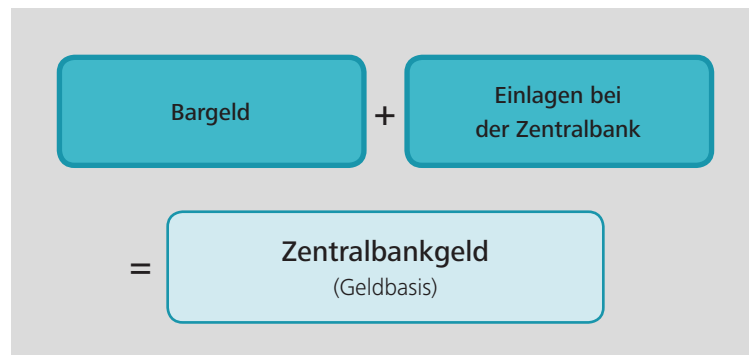 Bargeld
+
Einlagen bei
der Zentralbank
=
Zentralbankgeld
(Geldbasis)